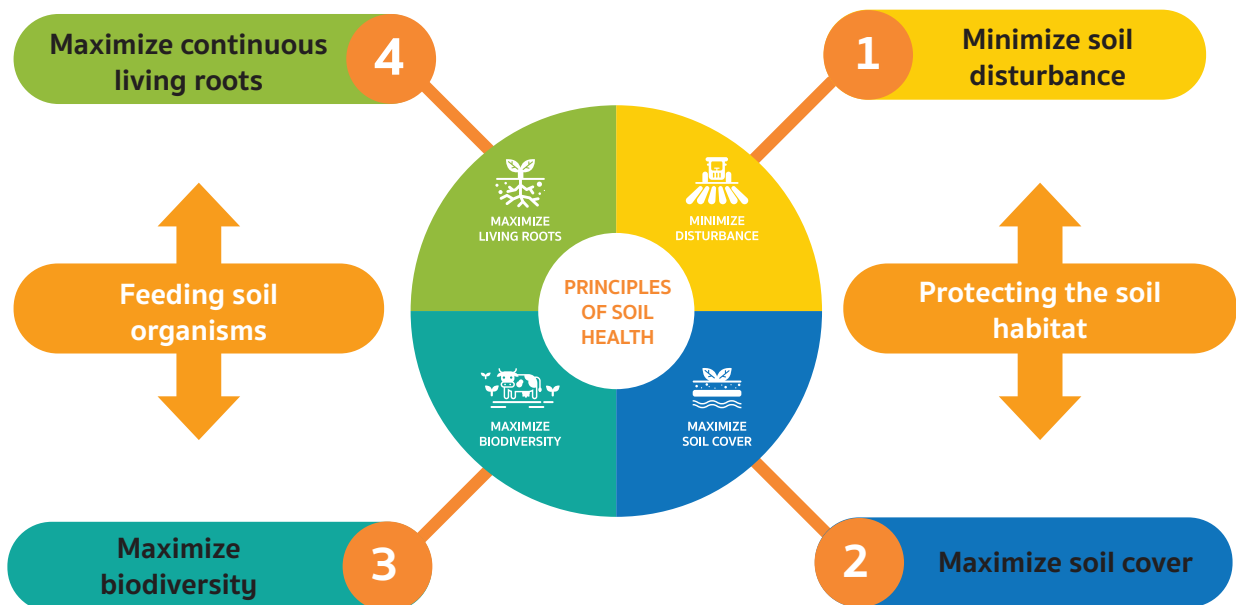 Maximize continuous
living roots
4
1
Minimize soil
disturbance
MAXIMIZE
LIVING ROOTS
MINIMIZE
DISTURBANCE
Feeding soil
organisms
PRINCIPLES
OF SOIL
HEALTH
Protecting the soil
habitat
MAXIMIZE
BIODIVERSITY
MAXIMIZE
SOIL COVER
Maximize
biodiversity
3
2
Maximize soil cover